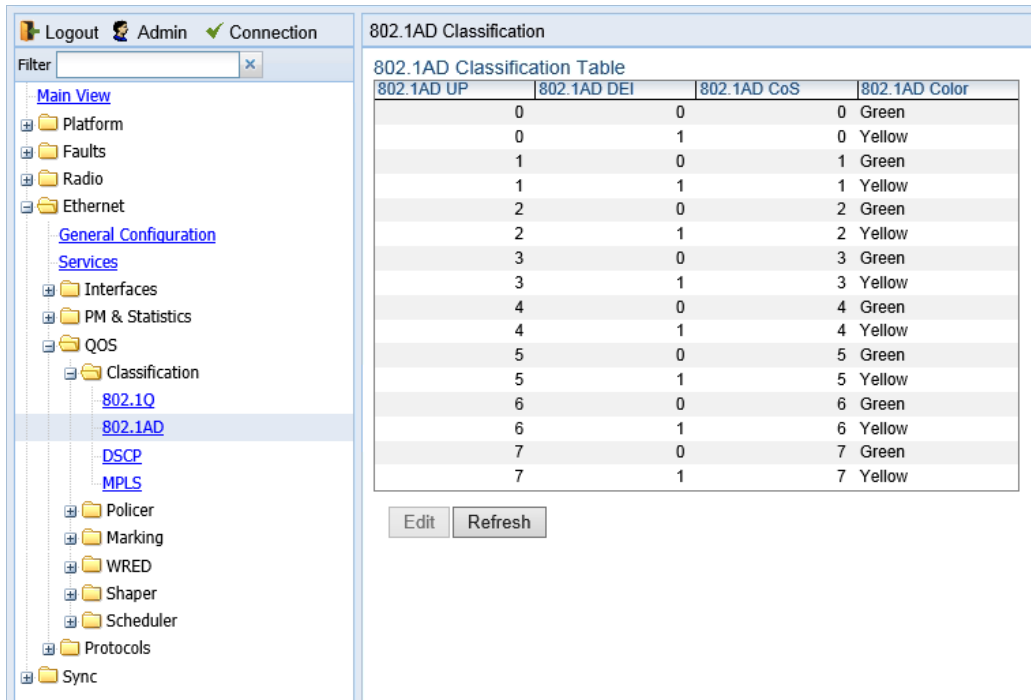 Logout Admin Connection
Filter
Main View
Platform
Faults
Radio
Ethernet
General Configuration
Services
Interfaces
PM & Statistics
QOS
Classification
802.1Q
802.1AD
DSCP
MPLS
Policer
Marking
WRED
Shaper
Scheduler
Protocols
Sync
802.1AD Classification
802.1AD Classification Table
802.1AD UP 802.1AD DEI 802.1AD CoS 802.1AD Color
0 0 0 Green
0 1 0 Yellow
1 0 1 Green
1 1 1 Yellow
2 0 2 Green
2 1 2 Yellow
3 0 3 Green
3 1 3 Yellow
4 0 4 Green
4 1 4 Yellow
5 0 5 Green
5 1 5 Yellow
6 0 6 Green
6 1 6 Yellow
7 0 7 Green
7 1 7 Yellow
Edit Refresh